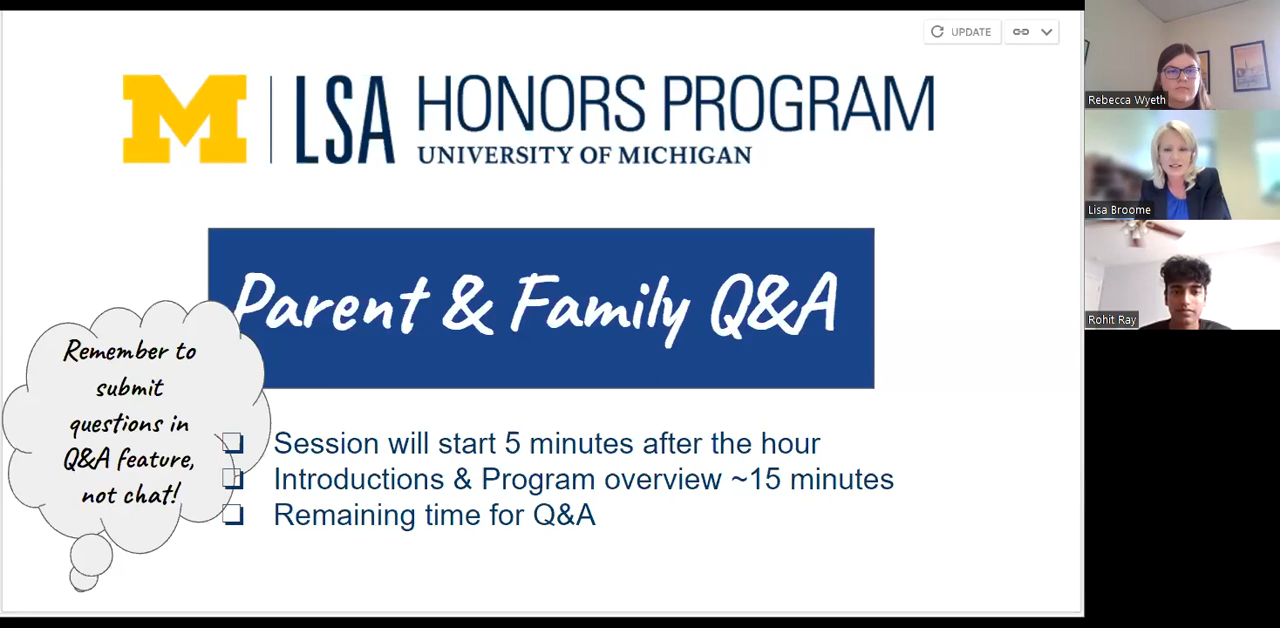 UPDATE
M LSA HONORS PROGRAM
UNIVERSITY OF MICHIGAN
Parent & Family Q&A
Remember to
submit
questions in
Q&A feature,
not chat!
Session will start 5 minutes after the hour
Introductions & Program overview ~15 minutes
Remaining time for Q&A
Rebecca Wyeth
Lisa Broome
Rohit Ray